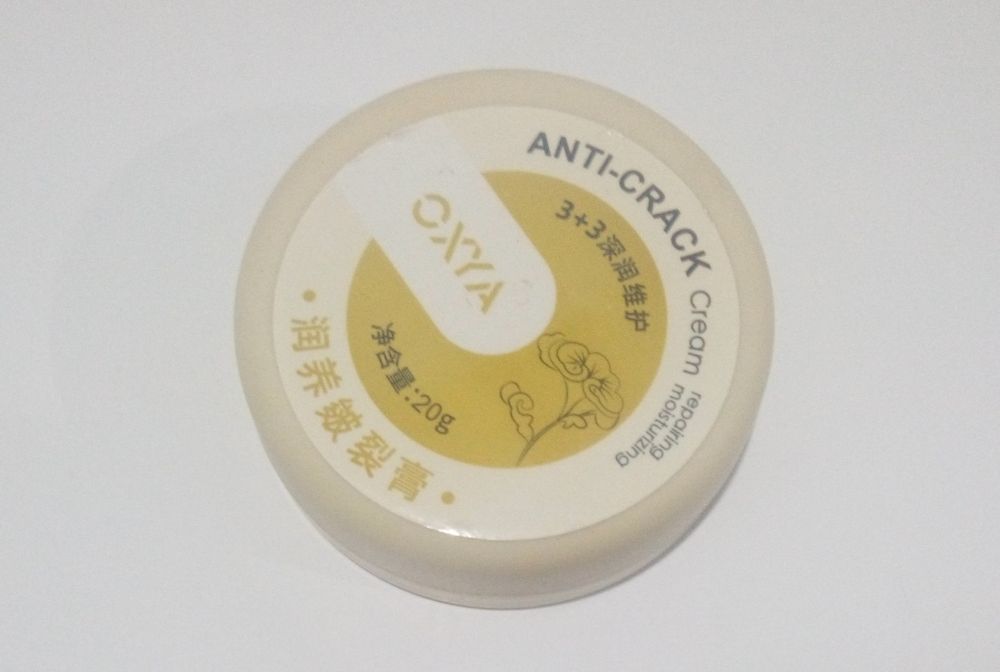 OXYA
ANTI-CRACK Cream
repairing
moisturizing
3+3深润维护
净含量:20g
•润养皴裂膏•